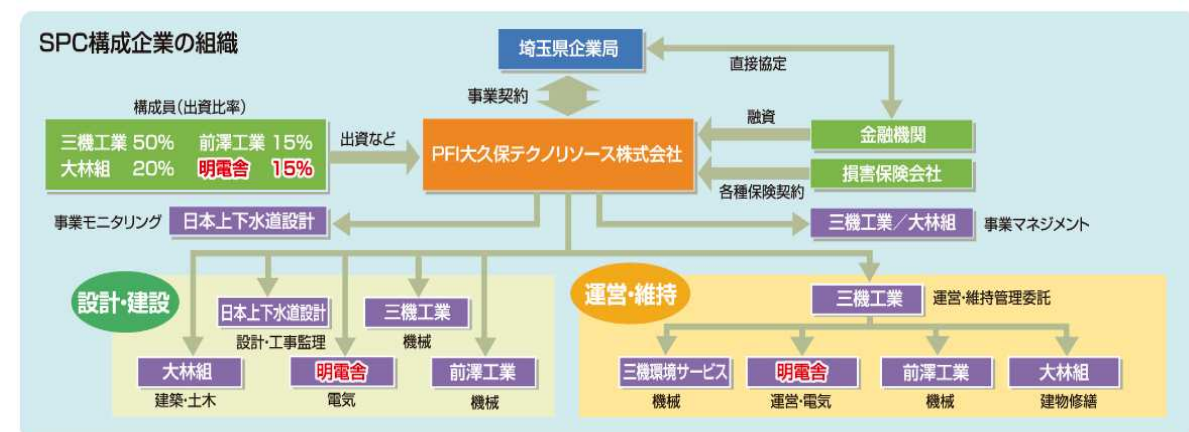 SPC構成企業の組織
埼玉県企業局
直接協定
事業契約
構成員(出資比率)
三機工業 50% 前澤工業 15%
大林組 20% 明電舎 15%
出資など
PFI大久保テクノリソース株式会社
融資
金融機関
損害保険会社
各種保険契約
事業モニタリング
日本上下水道設計
三機工業/大林組
事業マネジメント
設計・建設
日本上下水道設計
設計・工事監理
三機工業
機械
大林組
建築・土木
明電舎
電気
前澤工業
機械
運営・維持
三機工業
運営・維持管理委託
三機環境サービス
機械
明電舎
運営・電気
前澤工業
機械
大林組
建物修繕